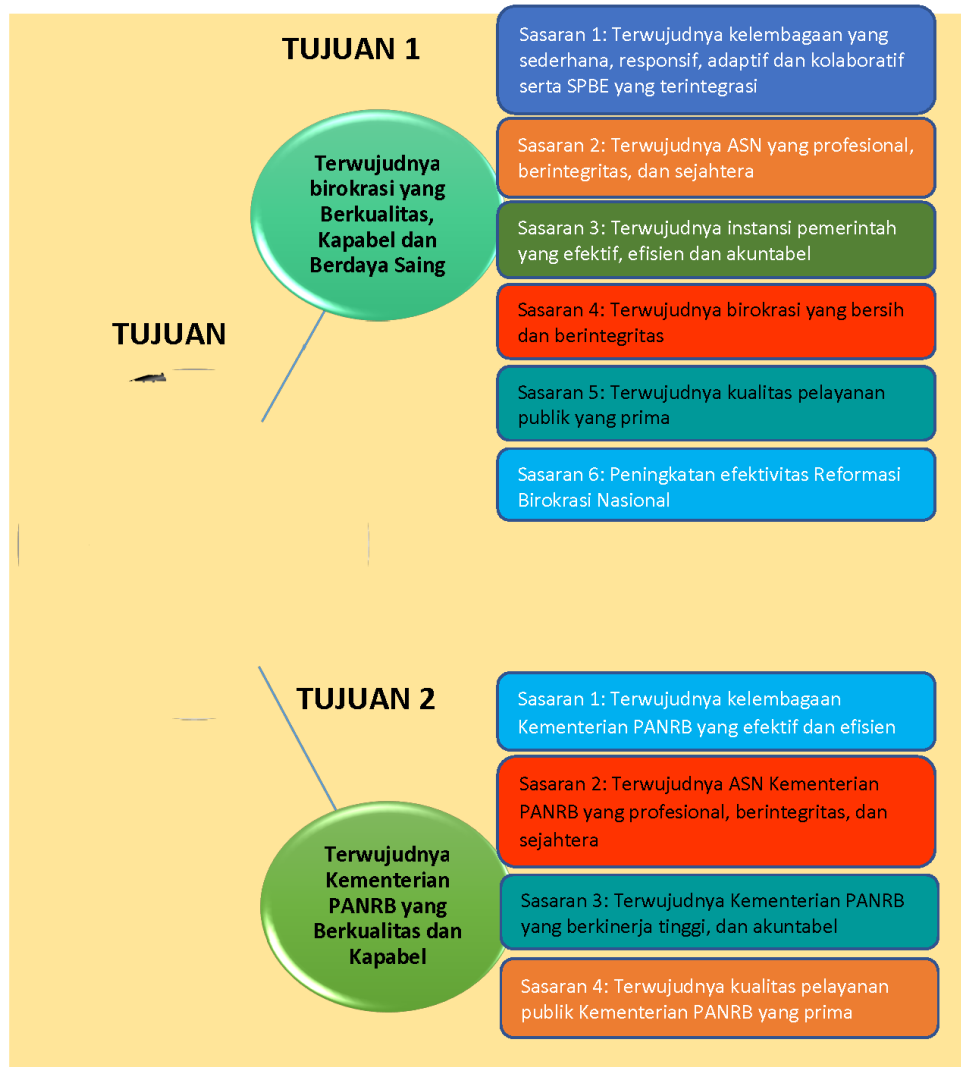 TUJUAN 1
Terwujudnya
birokrasi yang
Berkualitas,
Kapabel dan
Berdaya Saing
Sasaran 1: Terwujudnya kelembagaan yang
sederhana, responsif, adaptif dan kolaboratif
serta SPBE yang terintegrasi
Sasaran 2: Terwujudnya ASN yang profesional,
berintegritas, dan sejahtera
Sasaran 3: Terwujudnya instansi pemerintah
yang efektif, efisien dan akuntabel
Sasaran 4: Terwujudnya birokrasi yang bersih
dan berintegritas
Sasaran 5: Terwujudnya kualitas pelayanan
publik yang prima
Sasaran 6: Peningkatan efektivitas Reformasi
Birokrasi Nasional
TUJUAN
TUJUAN 2
Terwujudnya
Kementerian
PANRB yang
Berkualitas dan
Kapabel
Sasaran 1: Terwujudnya kelembagaan
Kementerian PANRB yang efektif dan efisien
Sasaran 2: Terwujudnya ASN Kementerian
PANRB yang profesional, berintegritas, dan
sejahtera
Sasaran 3: Terwujudnya Kementerian PANRB
yang berkinerja tinggi, dan akuntabel
Sasaran 4: Terwujudnya kualitas pelayanan
publik Kementerian PANRB yang prima